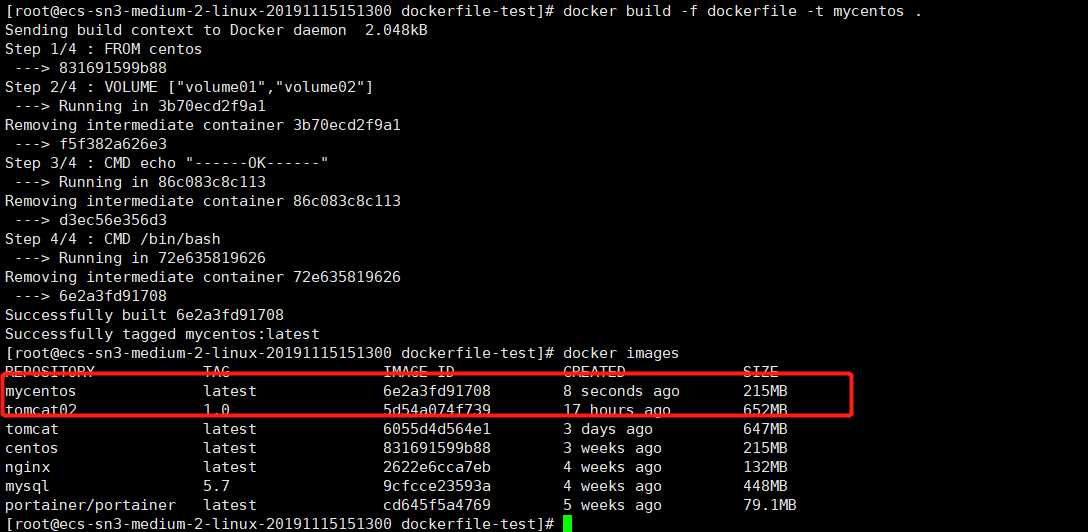 [root@ecs-sn3-medium-2-linux-20191115151300 dockerfile-test]# docker build -f dockerfile -t mycentos .
Sending build context to Docker daemon  2.048kB
Step 1/4 : FROM centos
 ---> 831691599b88
Step 2/4 : VOLUME ["volume01","volume02"]
 ---> Running in 3b70ecd2f9a1
Removing intermediate container 3b70ecd2f9a1
 ---> f5f382a626e3
Step 3/4 : CMD echo "------OK------"
 ---> Running in 86c083c8c113
Removing intermediate container 86c083c8c113
 ---> d3ec56e356d3
Step 4/4 : CMD /bin/bash
 ---> Running in 72e635819626
Removing intermediate container 72e635819626
 ---> 6e2a3fd91708
Successfully built 6e2a3fd91708
Successfully tagged mycentos:latest
[root@ecs-sn3-medium-2-linux-20191115151300 dockerfile-test]# docker images
REPOSITORY            TAG                 IMAGE ID            CREATED             SIZE
mycentos              latest              6e2a3fd91708        8 seconds ago       215MB
tomcat02              1.0                 5d54a074f739        17 hours ago        652MB
tomcat                latest              6055d4d564e1        3 days ago          647MB
centos                latest              831691599b88        3 weeks ago         215MB
nginx                 latest              2622e6cca7eb        4 weeks ago         132MB
mysql                 5.7                 9cfcce23593a        4 weeks ago         448MB
portainer/portainer   latest              cd645f5a4769        5 weeks ago         79.1MB
[root@ecs-sn3-medium-2-linux-20191115151300 dockerfile-test]#